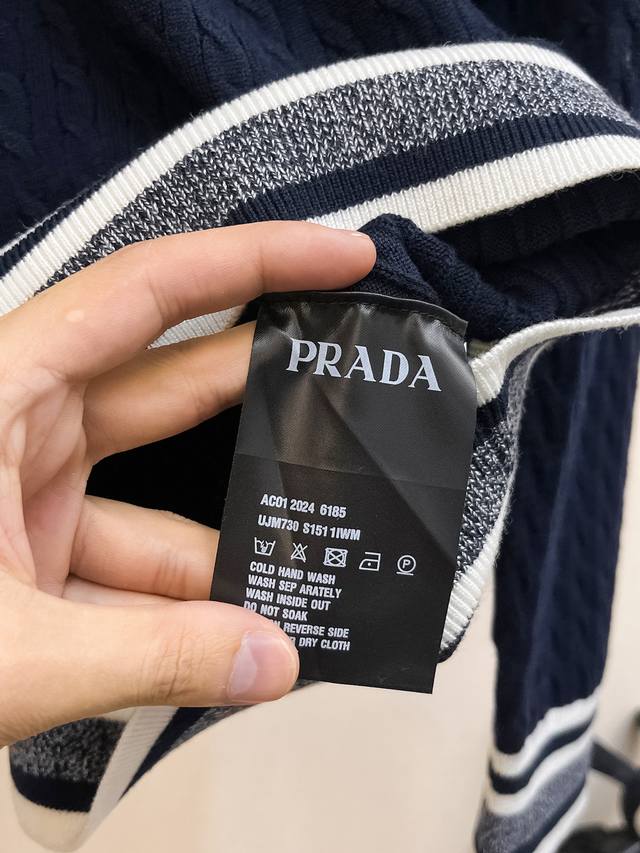 PRADA
AC01 2024 6185
UJM730 S151 1IWM
P
COLD HAND WASH
WASH SEP ARATELY
WASH INSIDE OUT
DO NOT SOAK
REVERSE SIDE
DRY CLOTH